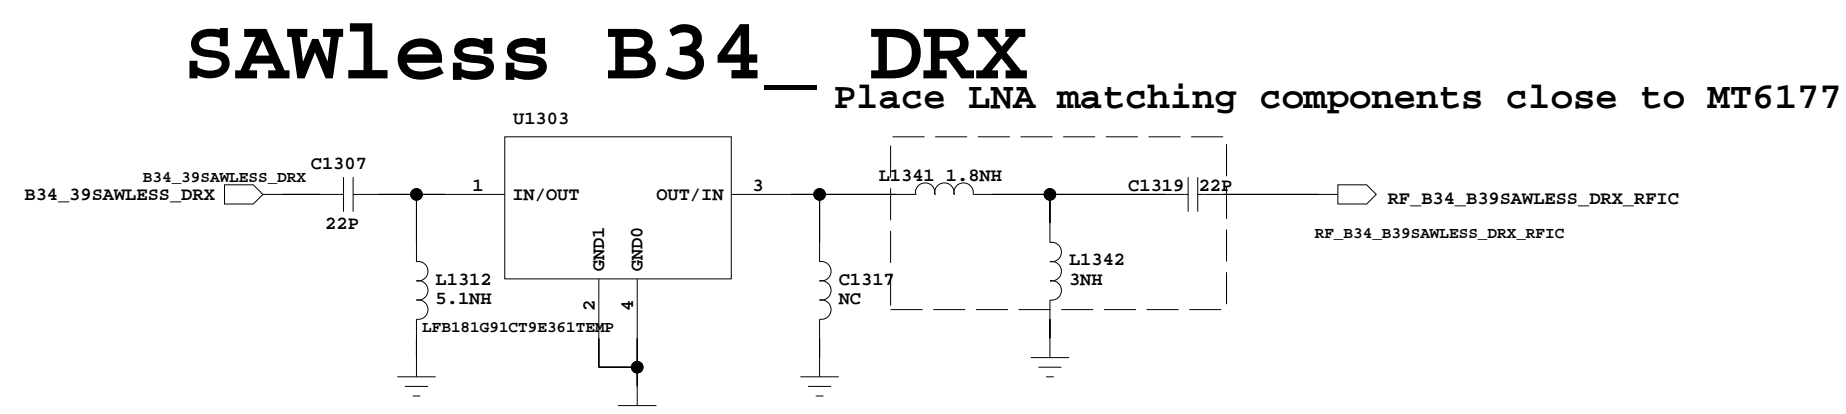 SAWless B34_ DRX
Place LNA matching components close to MT6177
U1303
C1307
B34_39SAWLESS_DRX
B34_39SAWLESS_DRX
22P
1
IN/OUT
OUT/IN
3
GND1
GND0
2
4
L1312
5.1NH
LFB181G91CT9E361TEMP
L1341 1.8NH
C1319
22P
C1317
NC
L1342
3NH
RF_B34_B39SAWLESS_DRX_RFIC
RF_B34_B39SAWLESS_DRX_RFIC